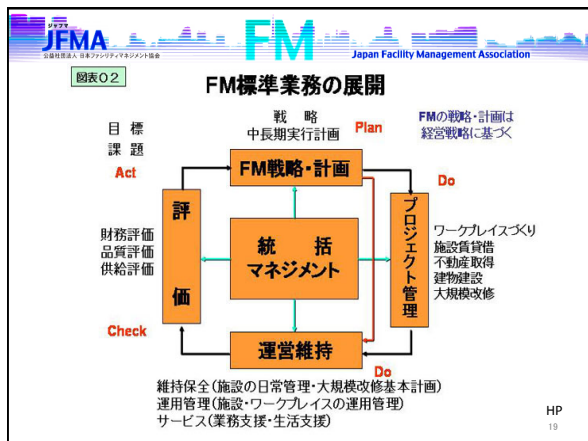 ジャフマ
JFMA
公益社団法人 日本ファシリティマネジメント協会
FM
Japan Facility Management Association
図表02
FM標準業務の展開
目 標
課 題
戦 略
中長期実行計画
Plan
FMの戦略・計画は
経営戦略に基づく
Act
FM戦略・計画
Do
評価
財務評価
品質評価
供給評価
統 括
マネジメント
プロジェクト管理
ワークプレイスづくり
施設賃貸借
不動産取得
建物建設
大規模改修
Check
運営維持
Do
維持保全(施設の日常管理・大規模改修基本計画)
運用管理(施設・ワークプレイスの運用管理)
サービス(業務支援・生活支援)
HP
19